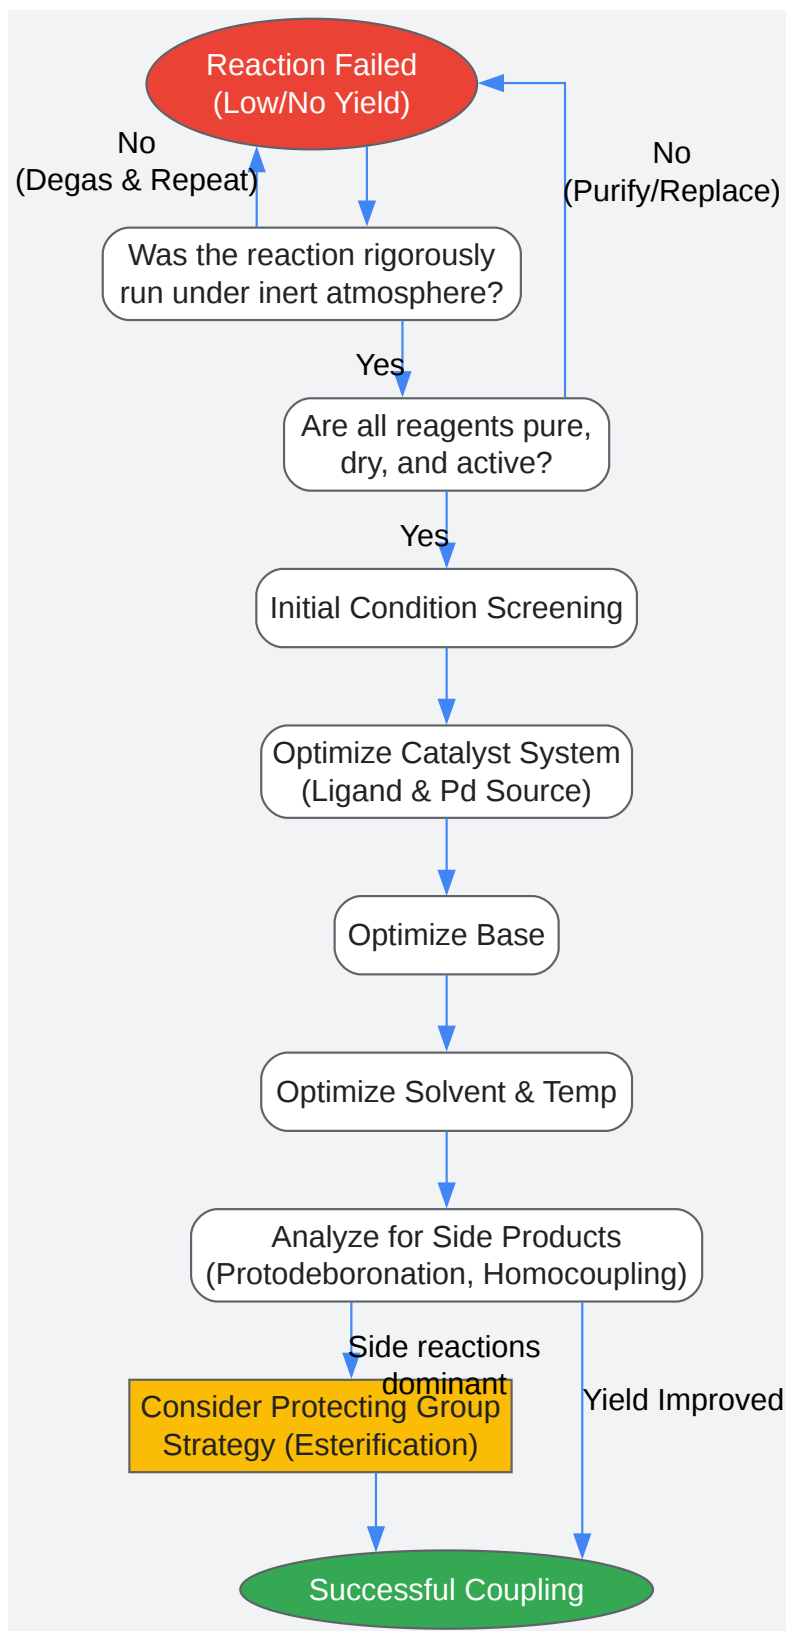 Reaction Failed
(Low/No Yield)
No
(Degas & Repeat)
No
(Purify/Replace)
Was the reaction rigorously
run under inert atmosphere?
Yes
Are all reagents pure,
dry, and active?
Yes
Initial Condition Screening
Optimize Catalyst System
(Ligand & Pd Source)
Optimize Base
Optimize Solvent & Temp
Analyze for Side Products
(Protodeboronation, Homocoupling)
Side reactions
dominant
Yield Improved
Consider Protecting Group
Strategy (Esterification)
Successful Coupling